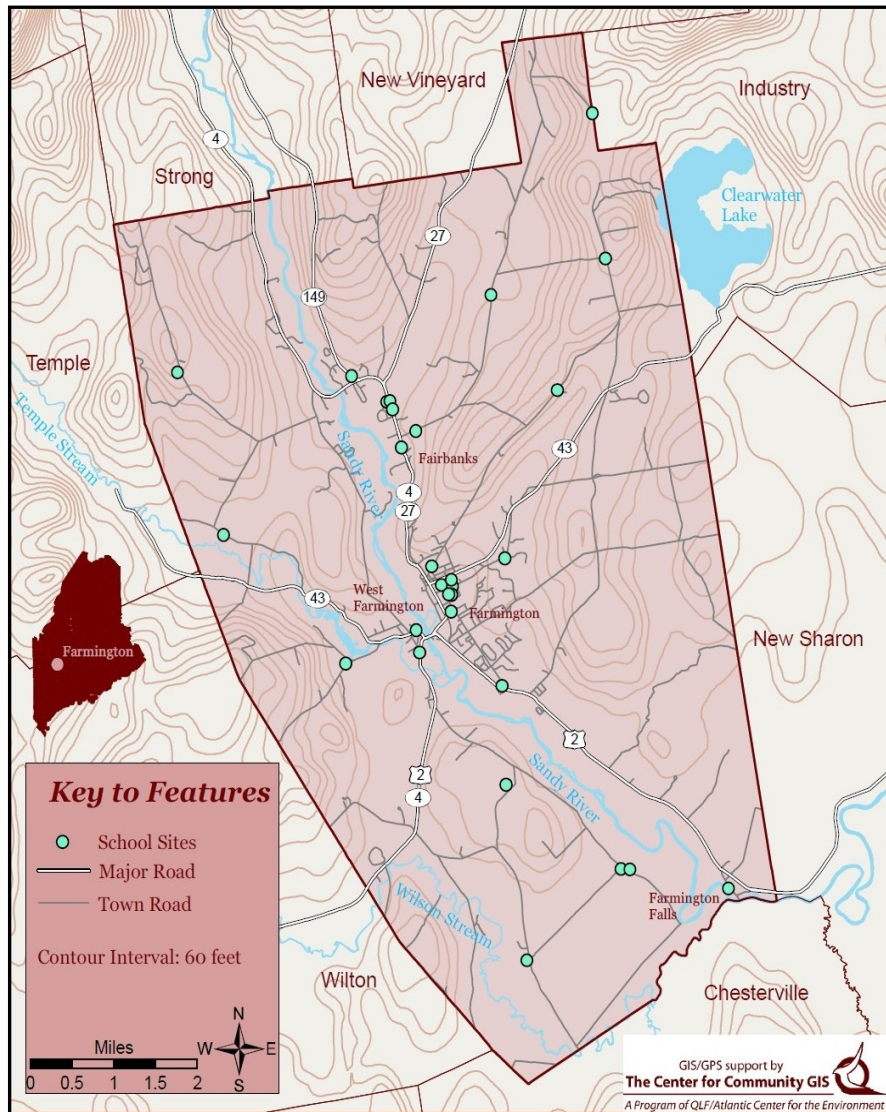 New Vineyard
Industry
4
Strong
Clearwater
Lake
27
149
Temple
Temple Stream
Sandy River
Fairbanks
43
4
27
West
Farmington
Farmington
43
Farmington
New Sharon
2
Sandy River
2
4
Key to Features
School Sites
Major Road
Town Road
Contour Interval: 60 feet
Farmington
Falls
Wilson Stream
Wilton
Chesterville
Miles
0 0.5 1 1.5 2
N
W E
S
GIS/GPS support by
The Center for Community GIS
A Program of QLF/Atlantic Center for the Environment